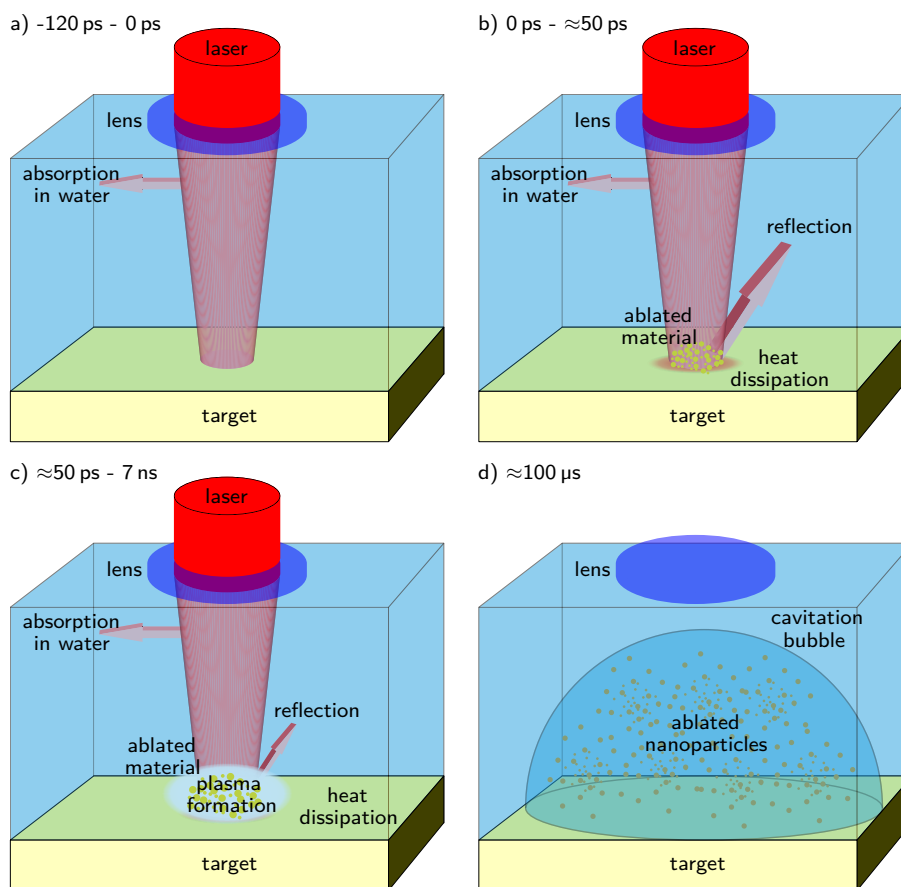 a) -120 ps - 0 ps
laser
lens
absorption
in water
target
b) 0 ps - ≈50 ps
laser
lens
absorption
in water
reflection
ablated
material
heat
dissipation
target
c) ≈50 ps - 7 ns
laser
lens
absorption
in water
reflection
ablated
material
plasma
formation
heat
dissipation
target
d) ≈100 µs
lens
cavitation
bubble
ablated
nanoparticles
target